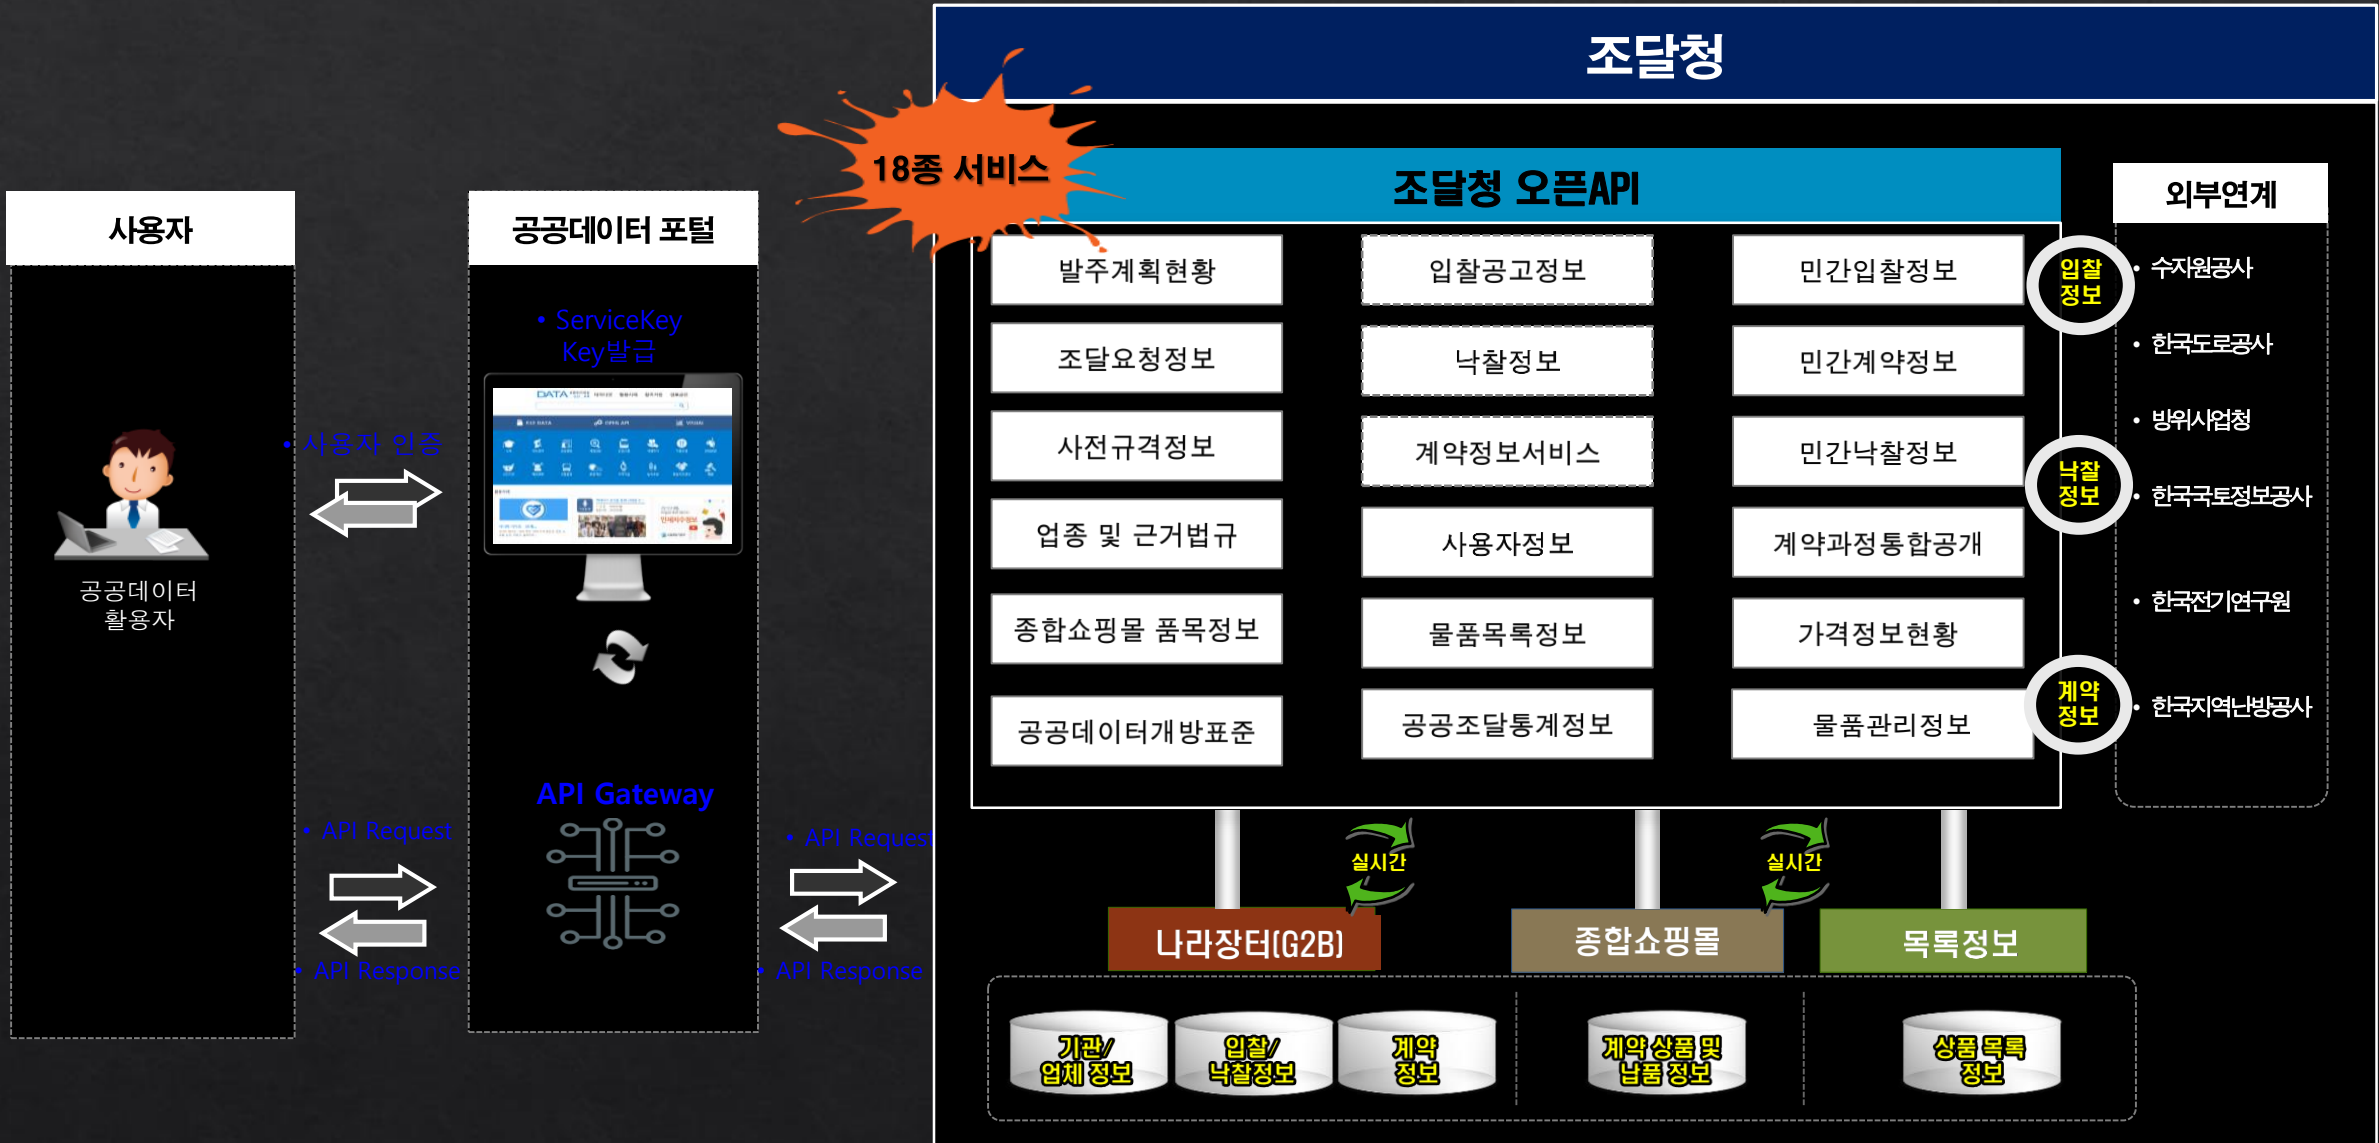 조달청
18종 서비스
조달청 오픈API
외부연계
사용자
공공데이터 포털
발주계획현황
입찰공고정보
민간입찰정보
조달요청정보
낙찰정보
민간계약정보
사전규격정보
계약정보서비스
민간낙찰정보
업종 및 근거법규
사용자정보
계약과정통합공개
종합쇼핑몰 품목정보
물품목록정보
가격정보현황
공공데이터개방표준
공공조달통계정보
물품관리정보
입찰
정보
낙찰
정보
계약
정보
• 수자원공사
• 한국도로공사
• 방위사업청
• 한국국토정보공사
• 한국전기연구원
• 한국지역난방공사
• ServiceKey
Key발급
DATA
• 사용자 인증
공공데이터
활용자
API Gateway
• API Request
• API Response
• API Request
• API Response
실시간
실시간
나라장터(G2B)
종합쇼핑몰
목록정보
기관/
업체 정보
입찰/
낙찰정보
계약
정보
계약 상품 및
납품 정보
상품 목록
정보